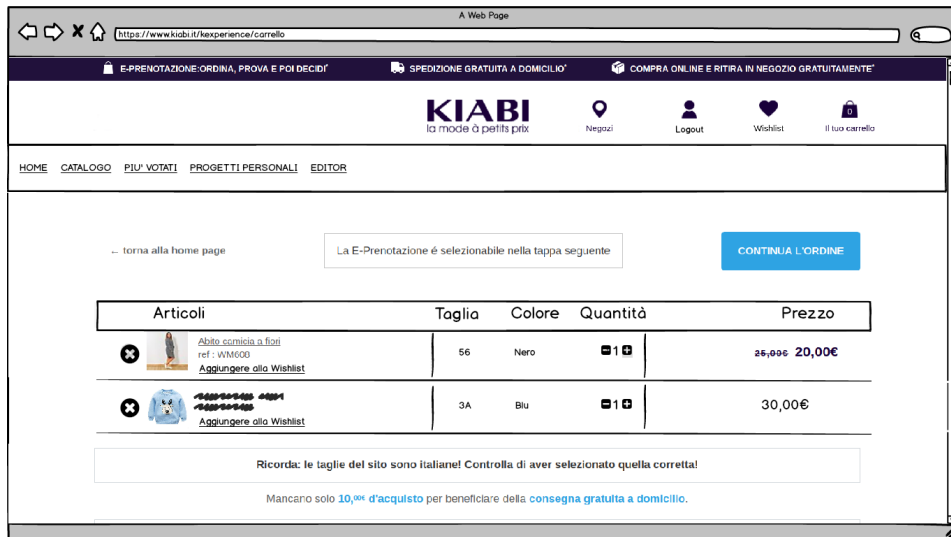 A Web Page
https://www.kiabi.it/kexperience/carrello
E-PRENOTAZIONE:ORDINA, PROVA E POI DECIDI*
SPEDIZIONE GRATUITA A DOMICILIO*
COMPRA ONLINE E RITIRA IN NEGOZIO GRATUITAMENTE*
KIABI
la mode à petits prix
Negozi
Logout
Wishlist
0
Il tuo carrello
HOME CATALOGO PIU' VOTATI PROGETTI PERSONALI EDITOR
← torna alla home page
La E-Prenotazione é selezionabile nella tappa seguente
CONTINUA L'ORDINE
Articoli Taglia Colore Quantità Prezzo
Abito camicia a fiori
ref : WM608
Aggiungere alla Wishlist
56 Nero 1 25,00€ 20,00€
Aggiungere alla Wishlist
3A Blu 1 30,00€
Ricorda: le taglie del sito sono italiane! Controlla di aver selezionato quella corretta!
Mancano solo 10,00€ d'acquisto per beneficiare della consegna gratuita a domicilio.